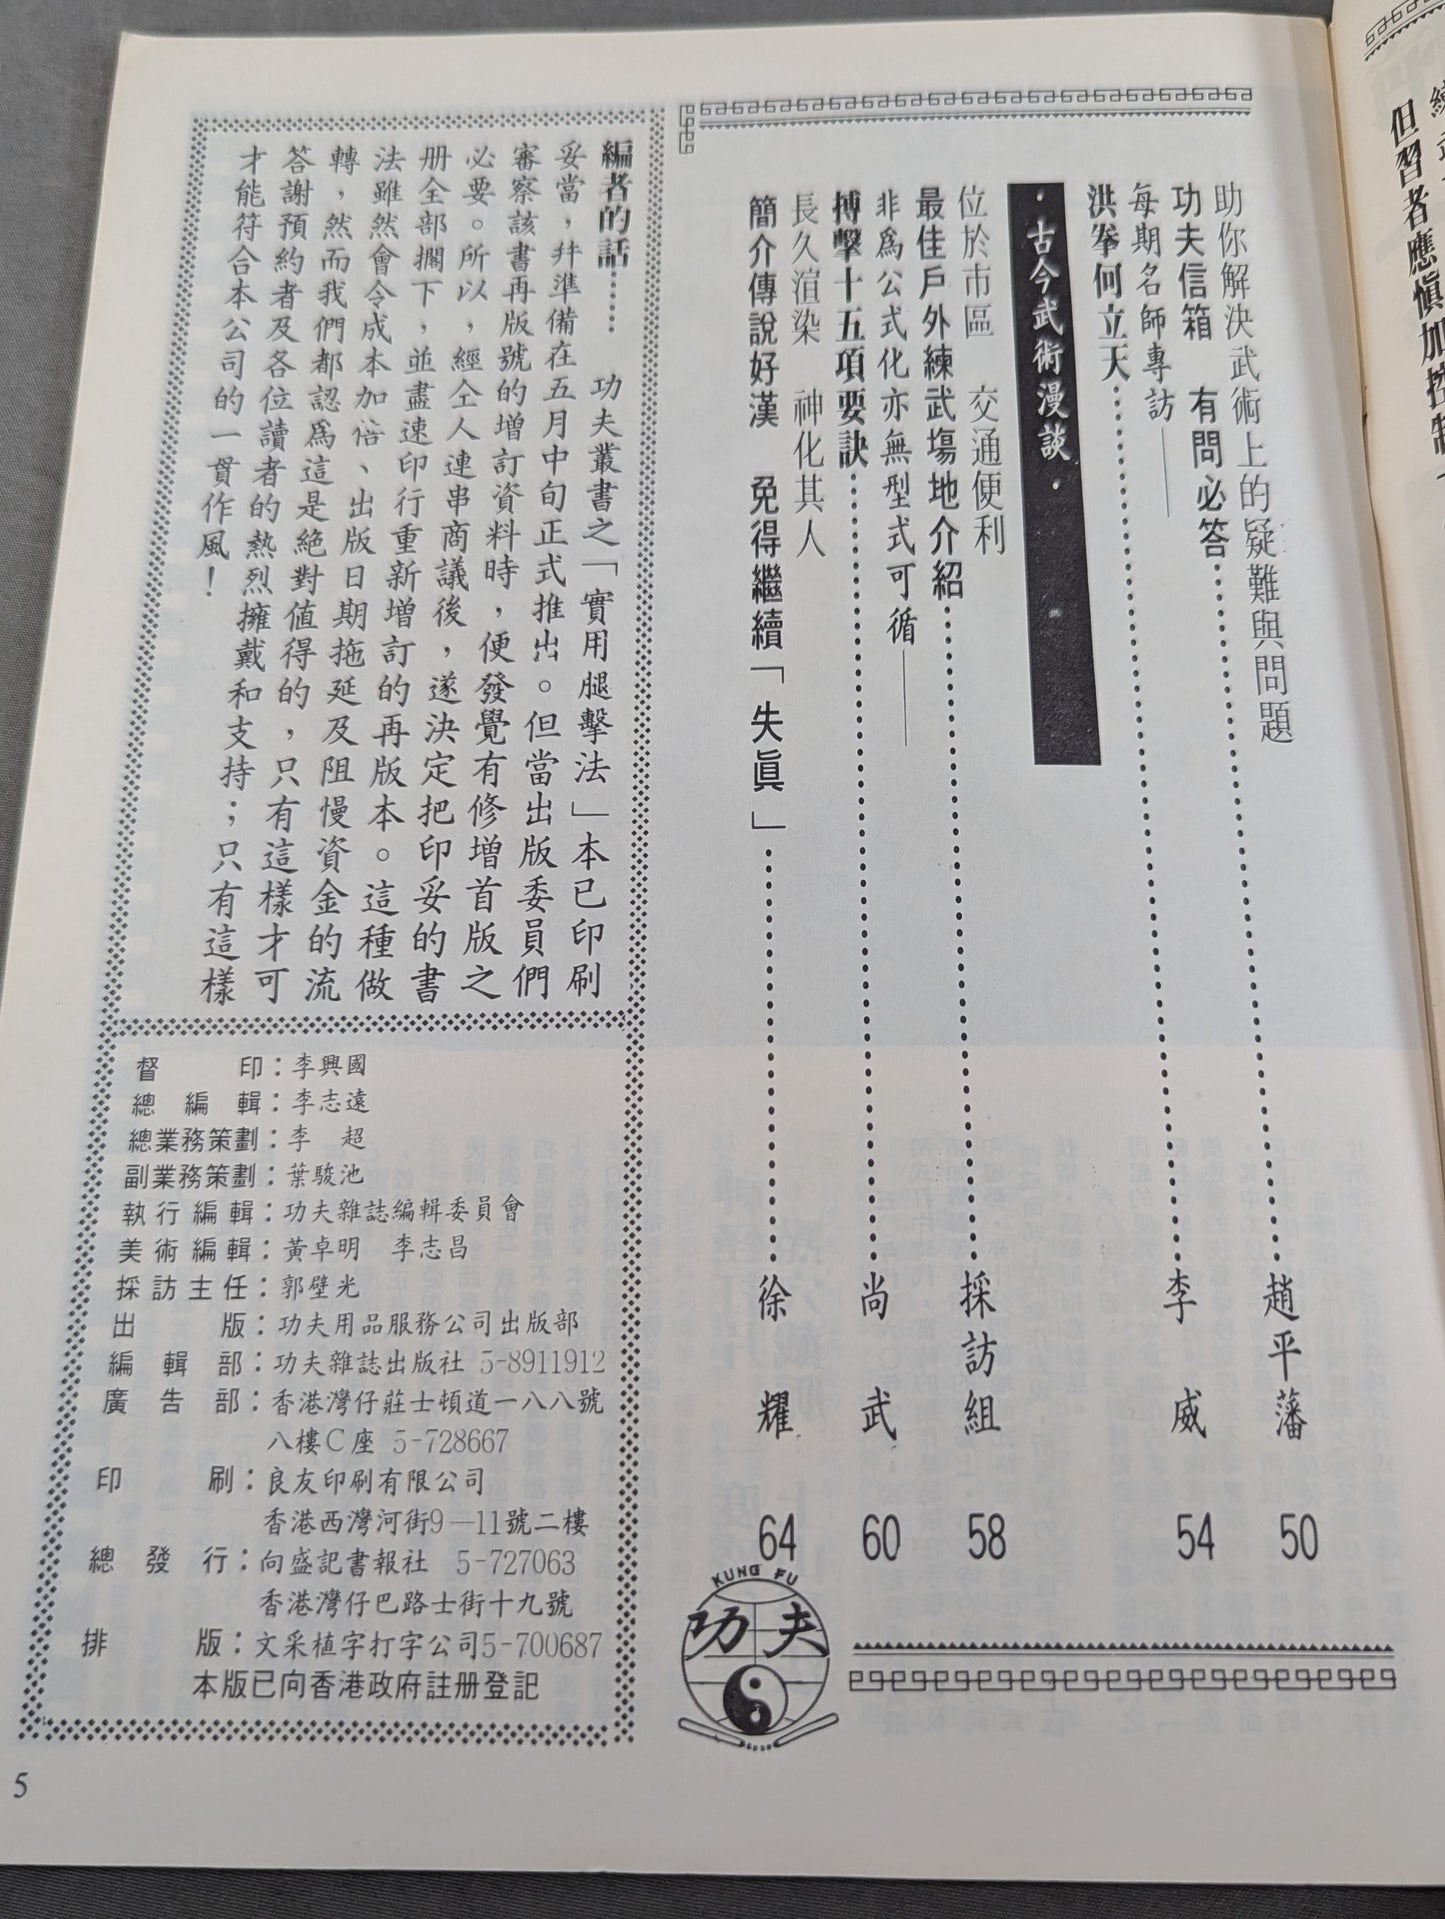 助你解決武術上的疑難與問題
功夫信箱　有問必答……趙平藩 50
每期名師專訪——
洪拳何立天……李　威 54
·古今武術漫談·
位於市區　交通便利
最佳戶外練武塲地介紹……採訪組 58
非爲公式化亦無型式可循——
搏擊十五項要訣……尚　武 60
長久渲染　神化其人
簡介傳說好漢　免得繼續「失眞」……徐　耀 64
KUNG FU
功夫
編者的話……　功夫叢書之「實用腿擊法」本已印刷
妥當，幷準備在五月中旬正式推出。但當出版委員們
審察該書再版號的增訂資料時，便發覺有修增首版之
必要。所以，經仝人連串商議後，遂決定把印妥的書
册全部擱下，並盡速印行重新增訂的再版本。這種做
法雖然會令成本加倍、出版日期拖延及阻慢資金的流
轉，然而我們都認爲這是絕對值得的，只有這樣才可
答謝預約者及各位讀者的熱烈擁戴和支持；只有這樣
才能符合本公司的一貫作風！
督印：李興國
總編輯：李志遠
總業務策劃：李　超
副業務策劃：葉駿池
執行編輯：功夫雜誌編輯委員會
美術編輯：黃卓明　李志昌
採訪主任：郭壁光
出版：功夫用品服務公司出版部
編輯部：功夫雜誌出版社 5-8911912
廣告部：香港灣仔莊士頓道一八八號
八樓C座 5-728667
印刷：良友印刷有限公司
香港西灣河街9—11號二樓
總發行：向盛記書報社　5-727063
香港灣仔巴路士街十九號
排版：文采植字打字公司5-700687
本版已向香港政府註册登記
5
但習者應愼加控制